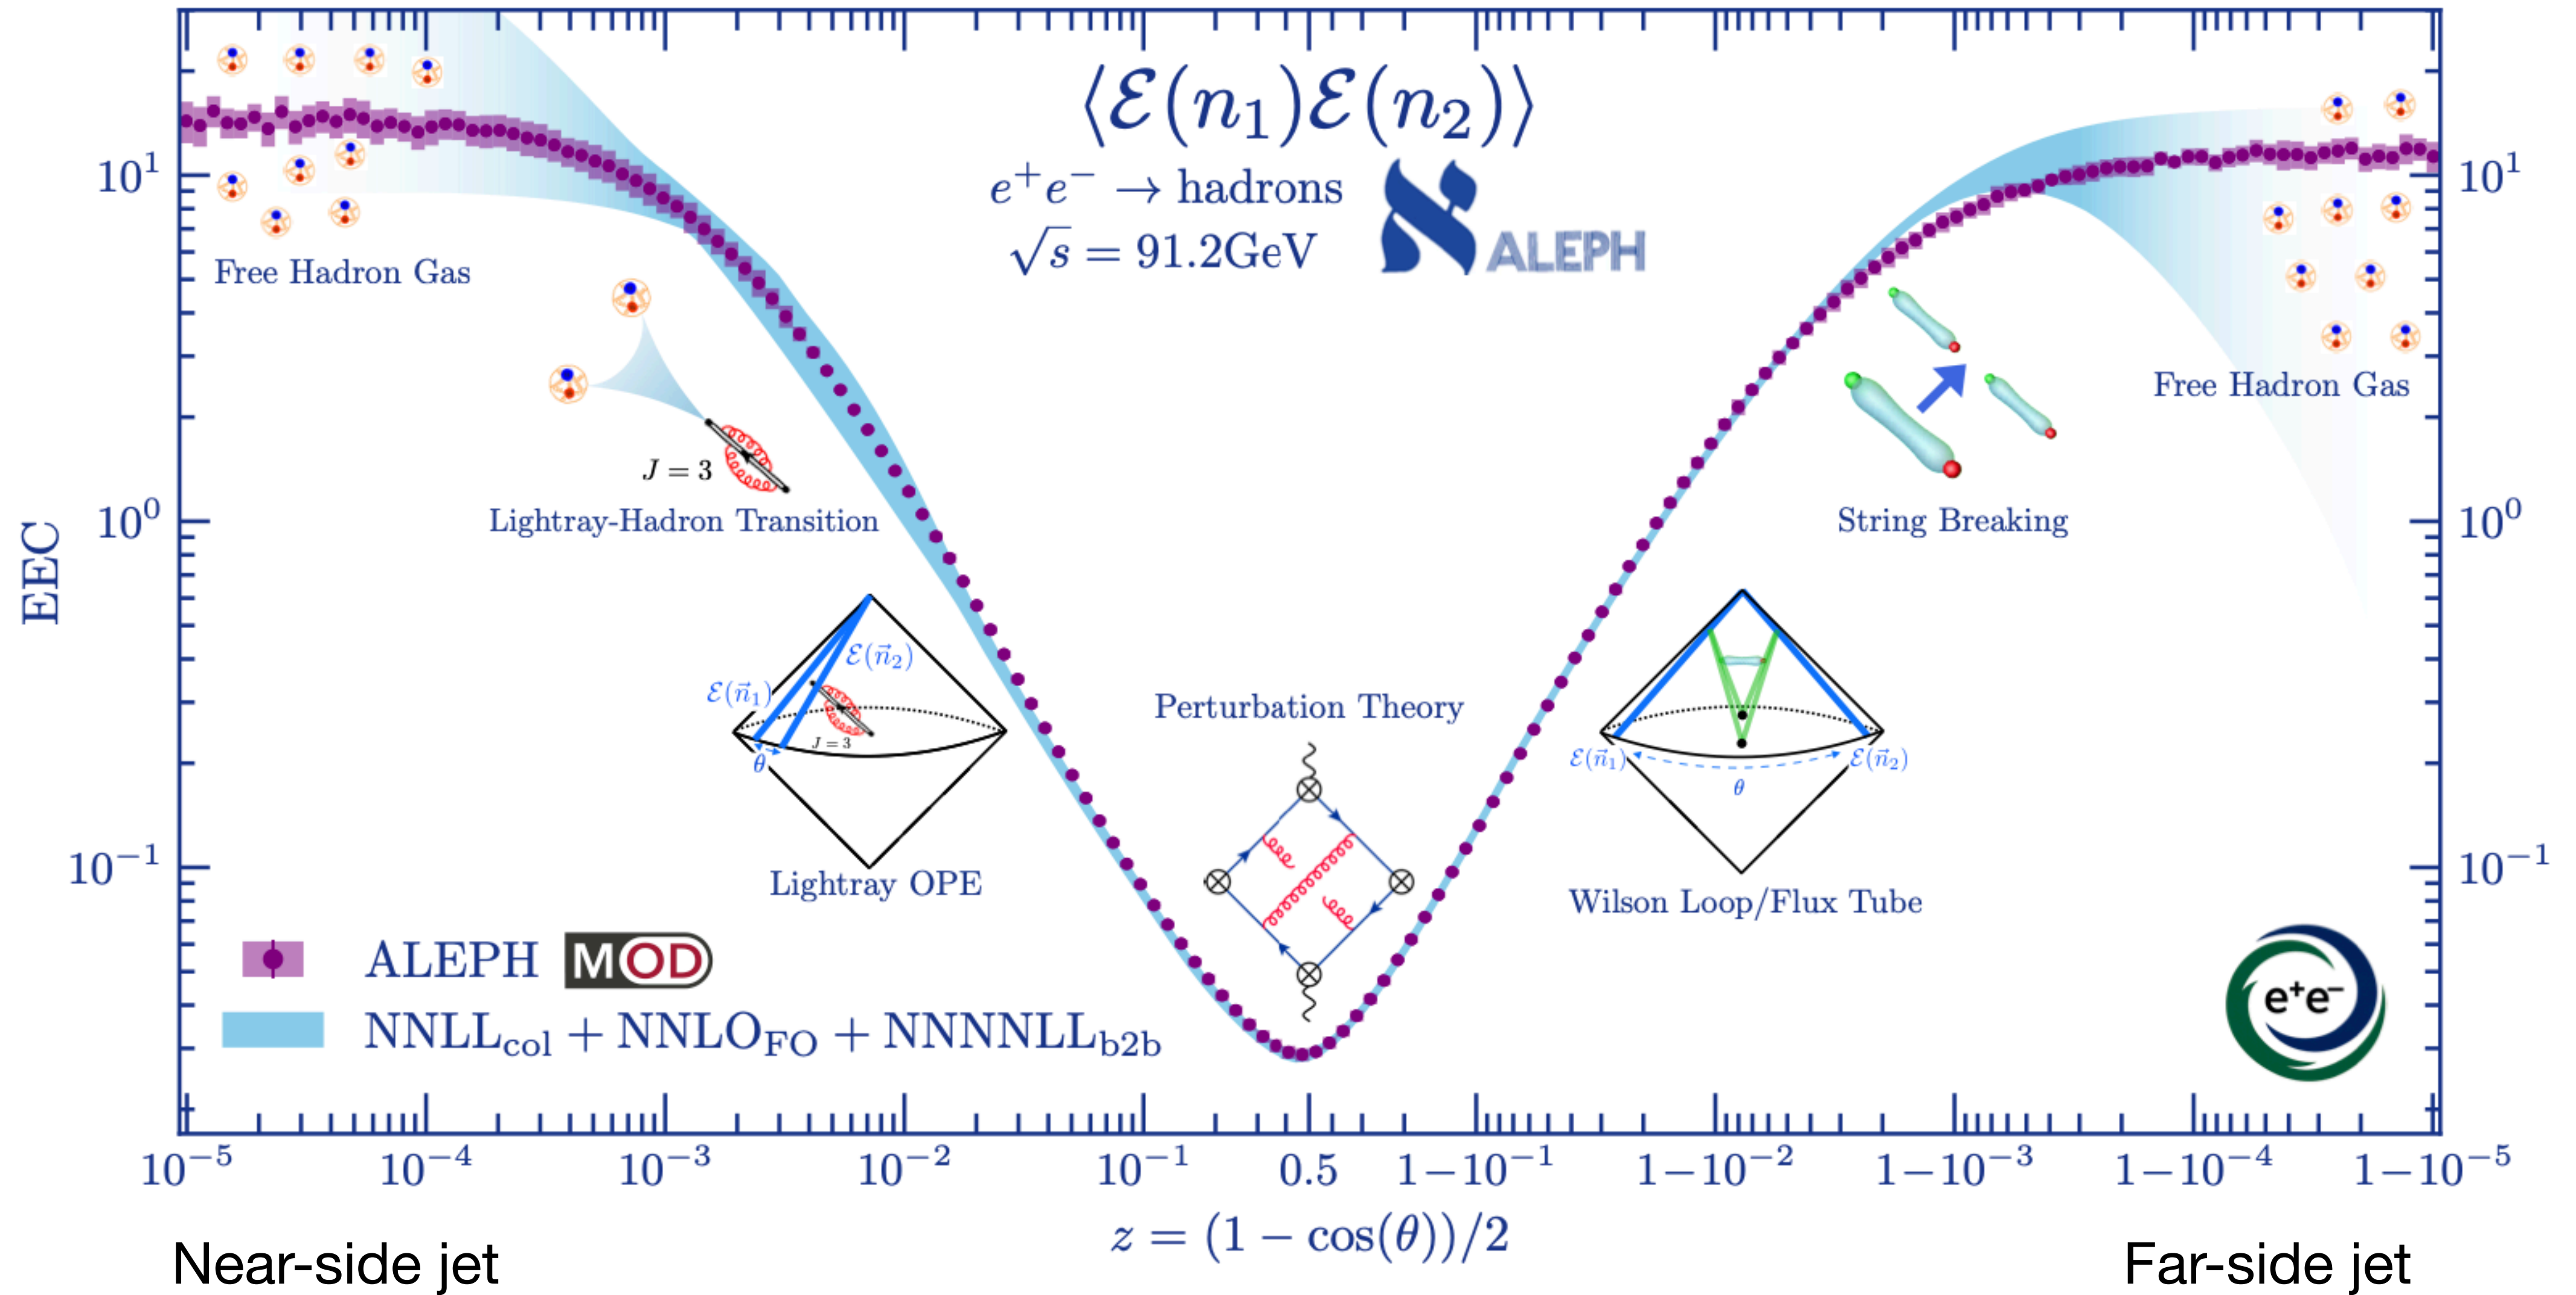 ⟨ℰ(n₁)ℰ(n₂)⟩
e⁺e⁻ → hadrons
√s = 91.2GeV
ℵ ALEPH
EEC
10¹
10⁰
10⁻¹
10¹
10⁰
10⁻¹
Free Hadron Gas
J = 3
Lightray-Hadron Transition
ℰ(n⃗₁)
ℰ(n⃗₂)
J = 3
θ
Lightray OPE
Perturbation Theory
String Breaking
Free Hadron Gas
ℰ(n⃗₁)
ℰ(n⃗₂)
θ
Wilson Loop/Flux Tube
ALEPH MOD
NNLL_col + NNLO_FO + NNNNLL_b2b
e⁺e⁻
10⁻⁵ 10⁻⁴ 10⁻³ 10⁻² 10⁻¹ 0.5 1−10⁻¹ 1−10⁻² 1−10⁻³ 1−10⁻⁴ 1−10⁻⁵
z = (1 − cos(θ))/2
Near-side jet
Far-side jet